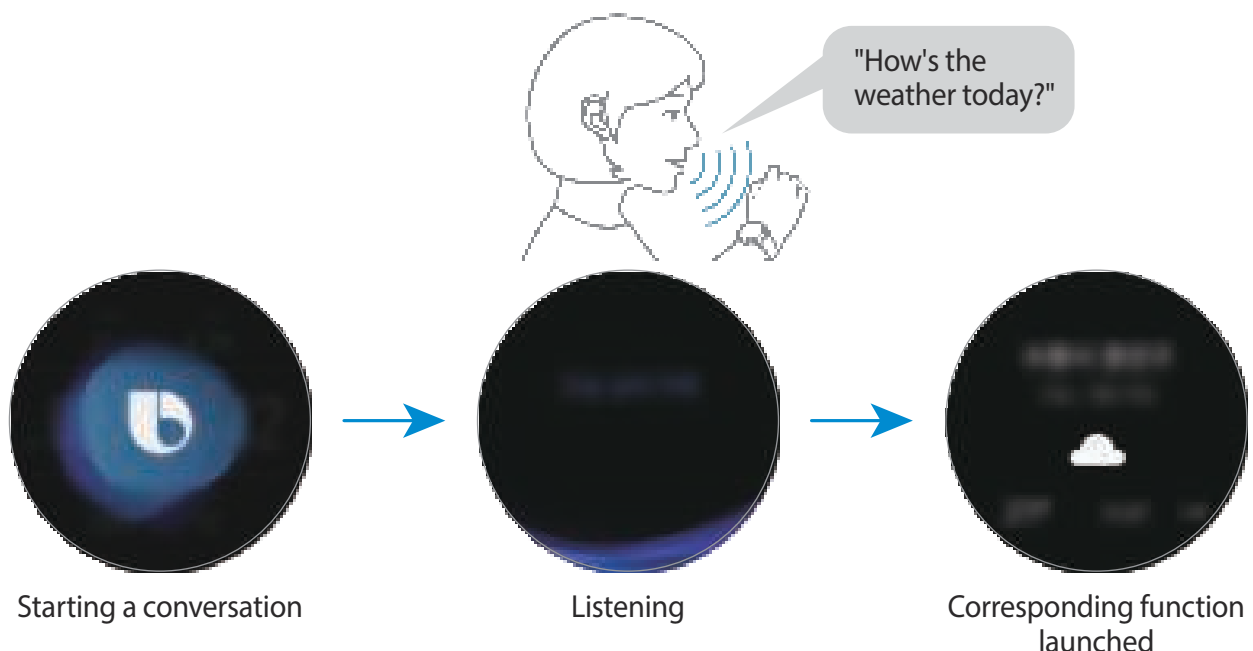 "How's the
weather today?"
Starting a conversation
Listening
Corresponding function
launched